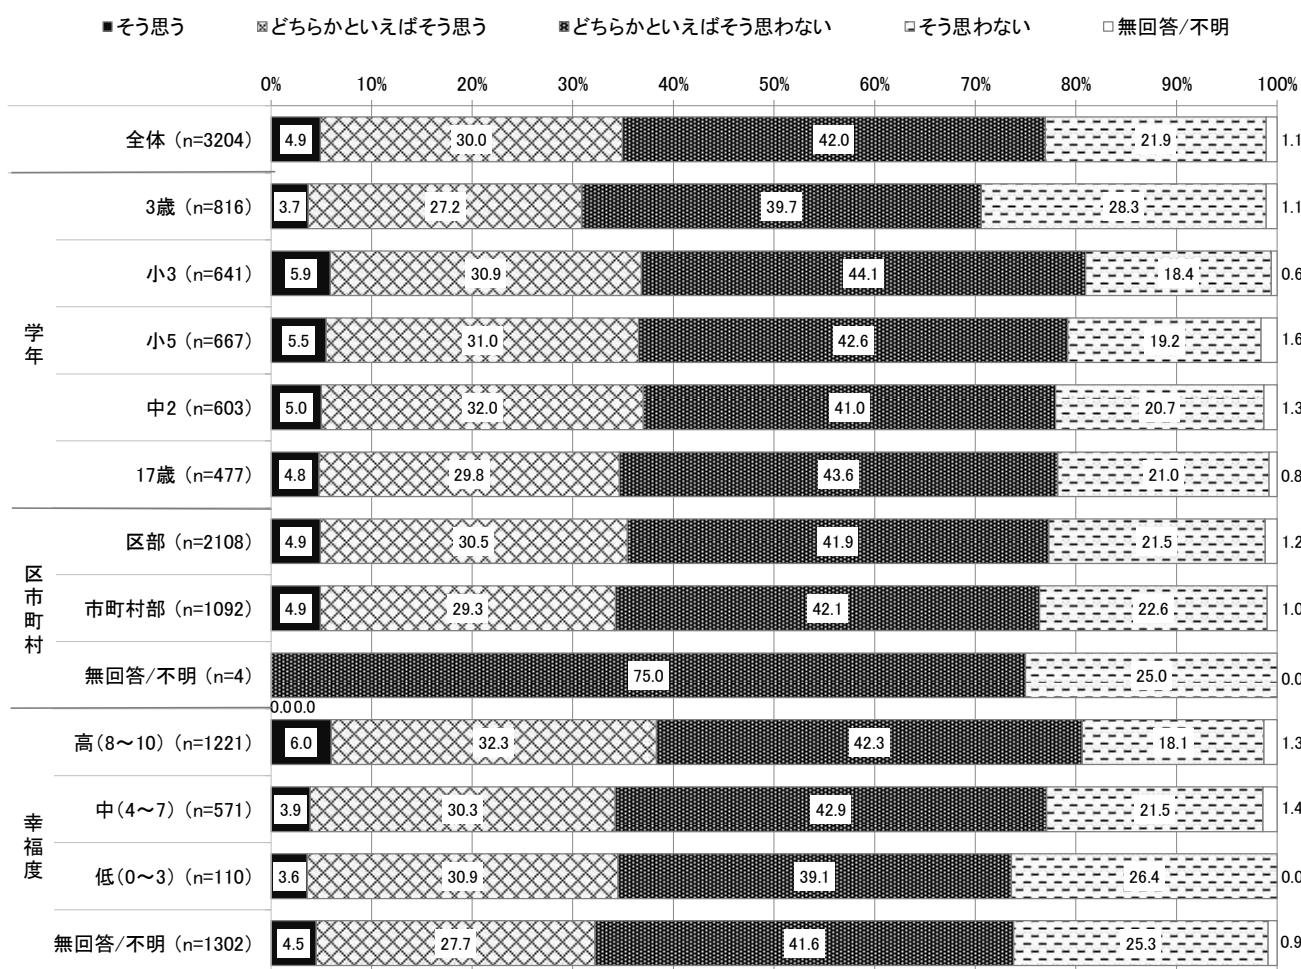 そう思う どちらかといえばそう思う どちらかといえばそう思わない そう思わない 無回答/不明
0% 10% 20% 30% 40% 50% 60% 70% 80% 90% 100%
全体 (n=3204) 4.9 30.0 42.0 21.9 1.1
学年
3歳 (n=816) 3.7 27.2 39.7 28.3 1.1
小3 (n=641) 5.9 30.9 44.1 18.4 0.6
小5 (n=667) 5.5 31.0 42.6 19.2 1.6
中2 (n=603) 5.0 32.0 41.0 20.7 1.3
17歳 (n=477) 4.8 29.8 43.6 21.0 0.8
区市町村
区部 (n=2108) 4.9 30.5 41.9 21.5 1.2
市町村部 (n=1092) 4.9 29.3 42.1 22.6 1.0
無回答/不明 (n=4) 75.0 25.0 0.0
0.0 0.0
幸福度
高(8～10) (n=1221) 6.0 32.3 42.3 18.1 1.3
中(4～7) (n=571) 3.9 30.3 42.9 21.5 1.4
低(0～3) (n=110) 3.6 30.9 39.1 26.4 0.0
無回答/不明 (n=1302) 4.5 27.7 41.6 25.3 0.9